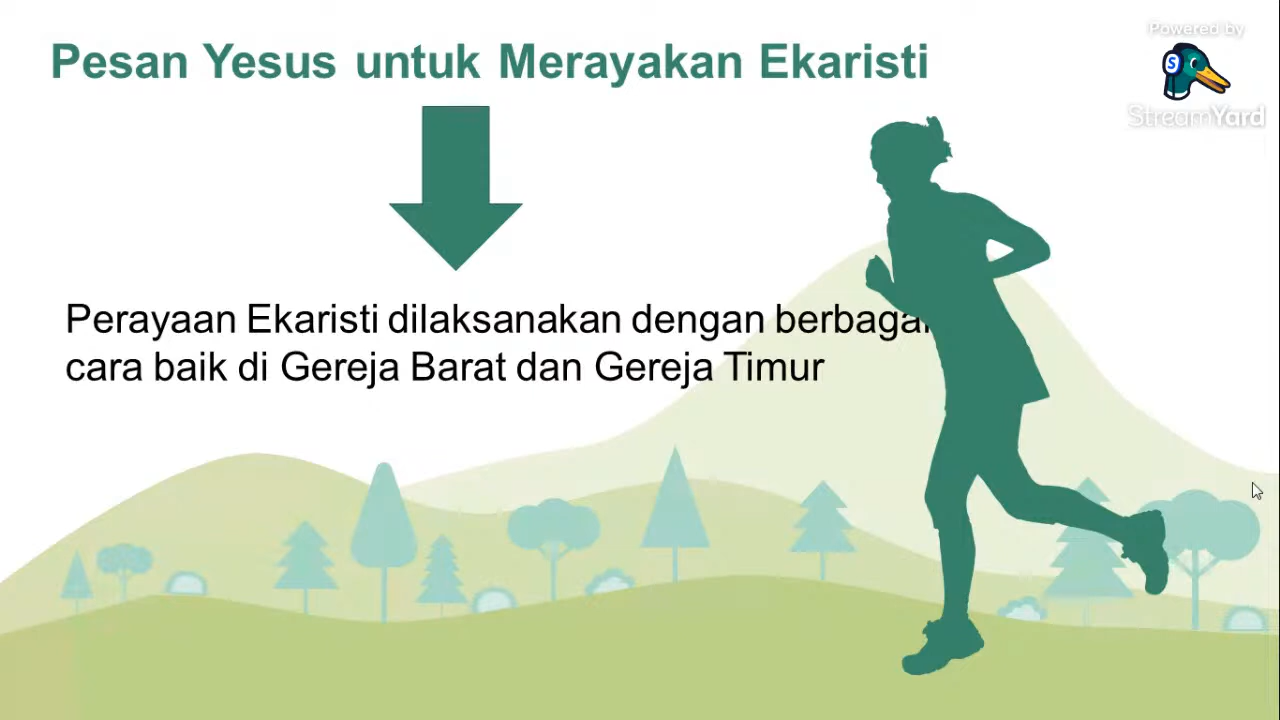 Pesan Yesus untuk Merayakan Ekaristi
Powered by
StreamYard
Perayaan Ekaristi dilaksanakan dengan berbagai
cara baik di Gereja Barat dan Gereja Timur